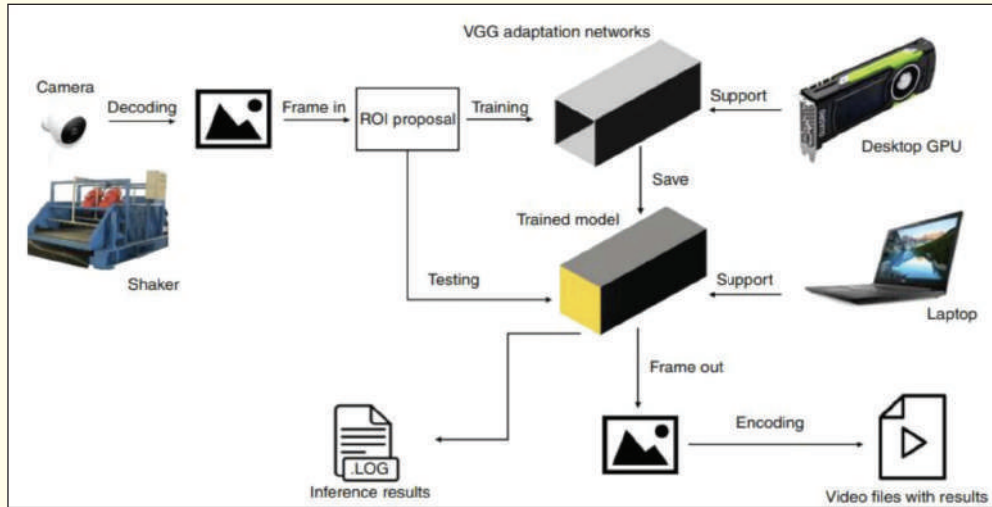 VGG adaptation networks
Camera
Decoding
Frame in
ROI proposal
Training
Support
Desktop GPU
Shaker
Save
Trained model
Testing
Support
Laptop
Frame out
Encoding
.LOG
Inference results
Video files with results